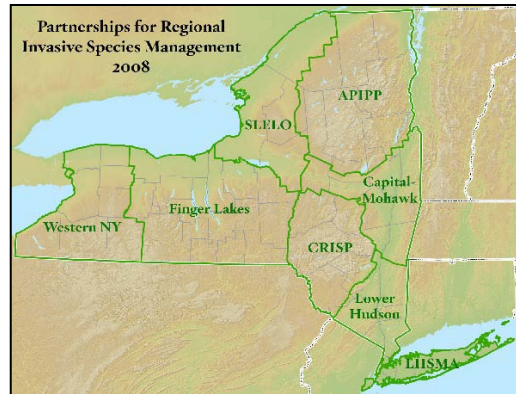 Partnerships for Regional
Invasive Species Management
2008
APIPP
SLELO
Capital-
Mohawk
Finger Lakes
Western NY
CRISP
Lower
Hudson
LIISMA